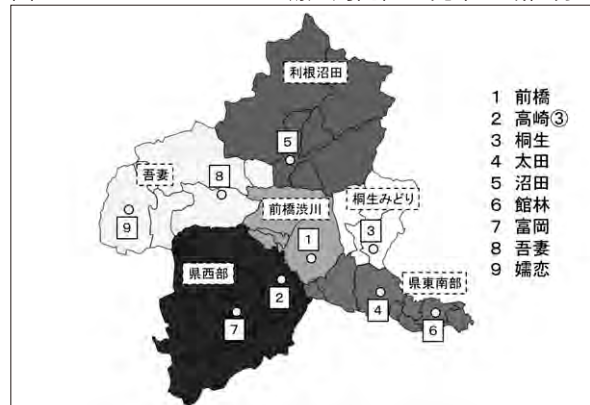 利根沼田
5
吾妻
8
9
前橋渋川
1
桐生みどり
3
県西部
2
7
県東南部
4
6
1 前橋
2 高崎③
3 桐生
4 太田
5 沼田
6 館林
7 富岡
8 吾妻
9 嬬恋